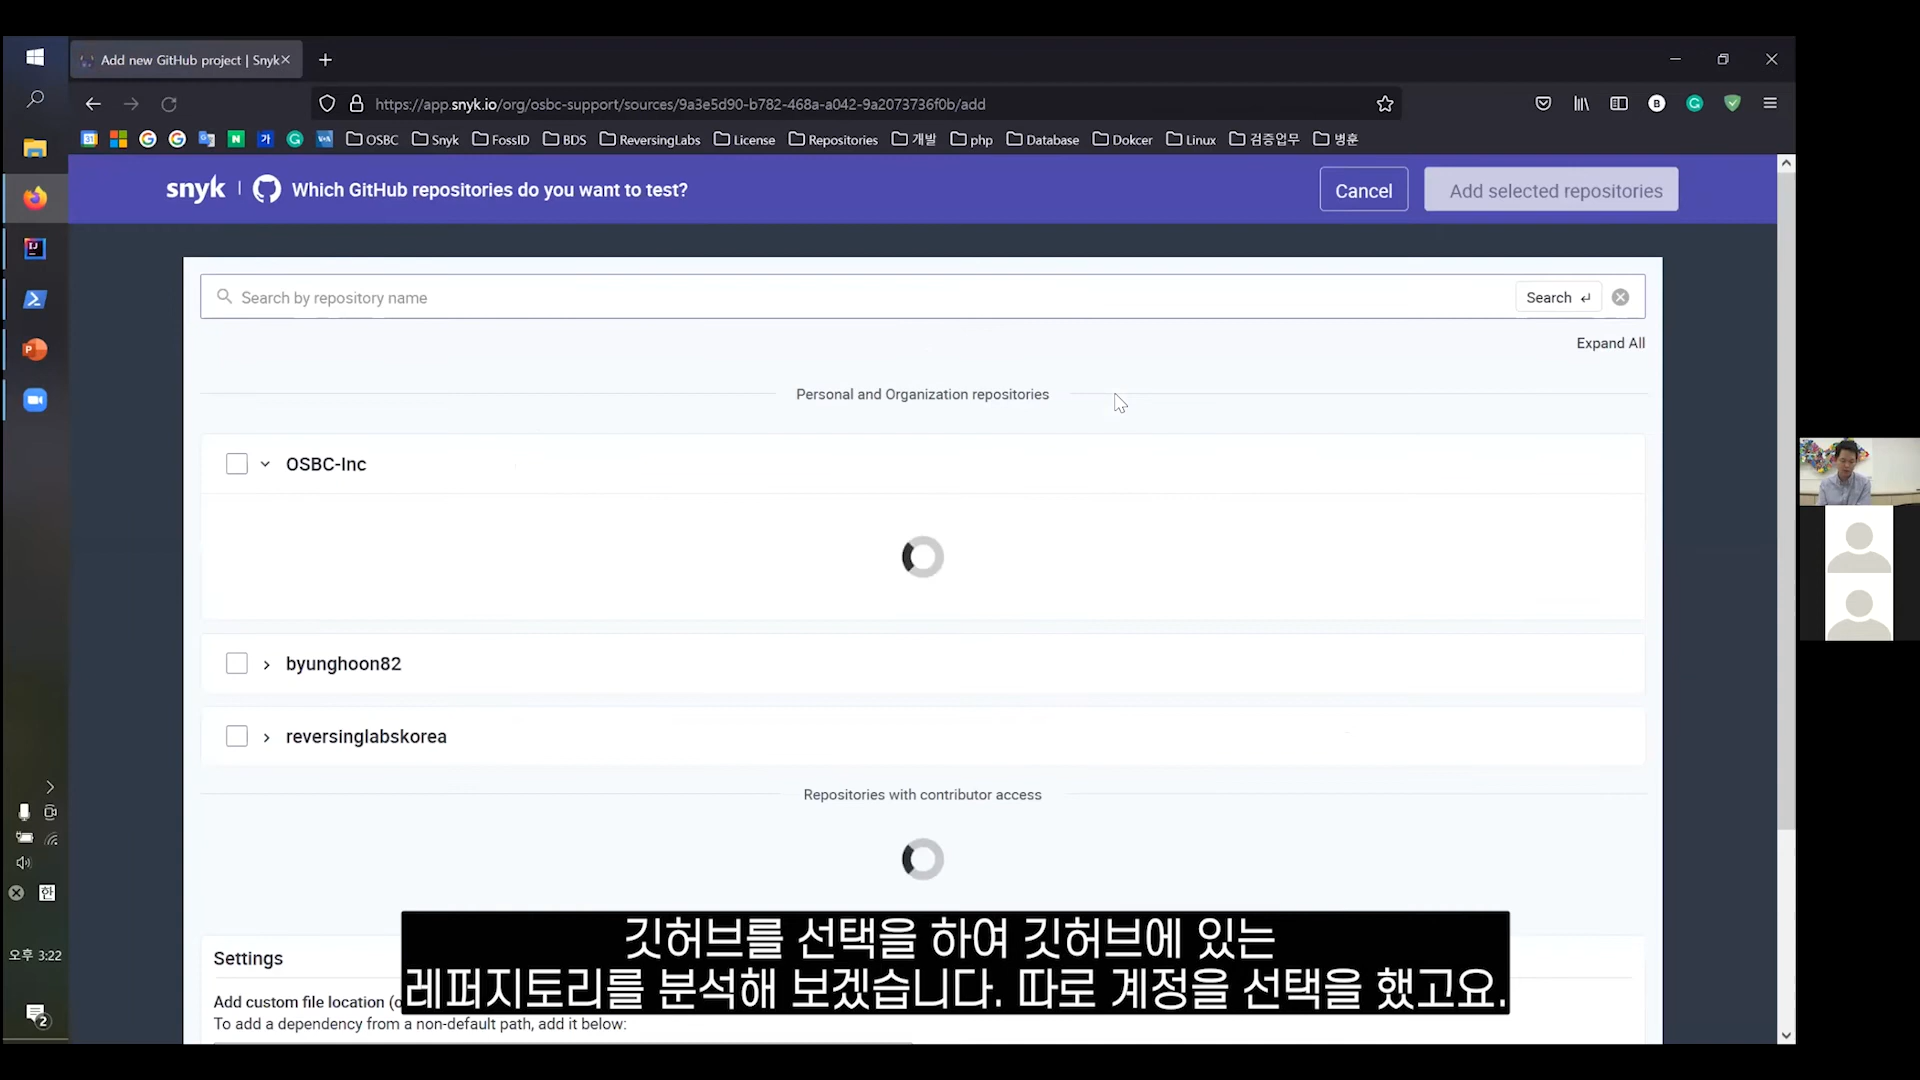 Add new GitHub project | Snyk
https://app.snyk.io/org/osbc-support/sources/9a3e5d90-b782-468a-a042-9a2073736f0b/add
OSBC Snyk FossID BDS ReversingLabs License Repositories 개발 php Database Dokcer Linux 검증업무 병훈
snyk | Which GitHub repositories do you want to test?
Cancel
Add selected repositories
Search by repository name
Search
Expand All
Personal and Organization repositories
OSBC-Inc
byunghoon82
reversinglabskorea
Repositories with contributor access
Settings
Add custom file location (o
To add a dependency from a non-default path, add it below:
깃허브를 선택을 하여 깃허브에 있는
레퍼지토리를 분석해 보겠습니다. 따로 계정을 선택을 했고요.
한
오후 3:22
2